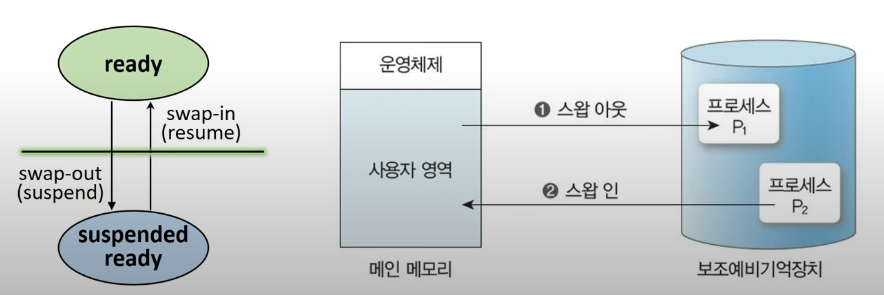 ready
swap-in
(resume)
swap-out
(suspend)
suspended
ready
운영체제
사용자 영역
메인 메모리
❶ 스왑 아웃
❷ 스왑 인
프로세스
P₁
프로세스
P₂
보조예비기억장치